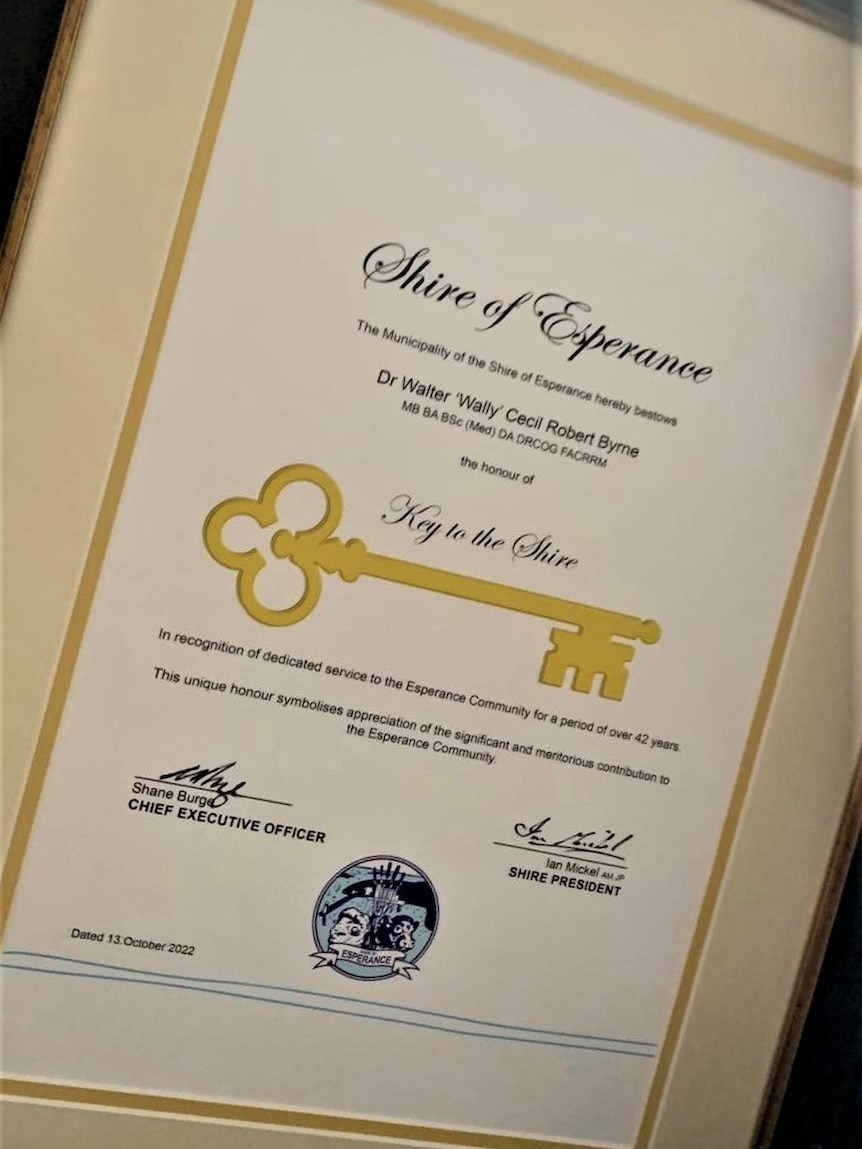 Shire of Esperance
The Municipality of the Shire of Esperance hereby bestows
Dr Walter 'Wally' Cecil Robert Byrne
MB BA BSc (Med) DA DRCOG FACRRM
the honour of
Key to the Shire
In recognition of dedicated service to the Esperance Community for a period of over 42 years.
This unique honour symbolises appreciation of the significant and meritorious contribution to
the Esperance Community.
Shane Burge
CHIEF EXECUTIVE OFFICER
Ian Mickel AM JP
SHIRE PRESIDENT
Dated 13 October 2022
ESPERANCE